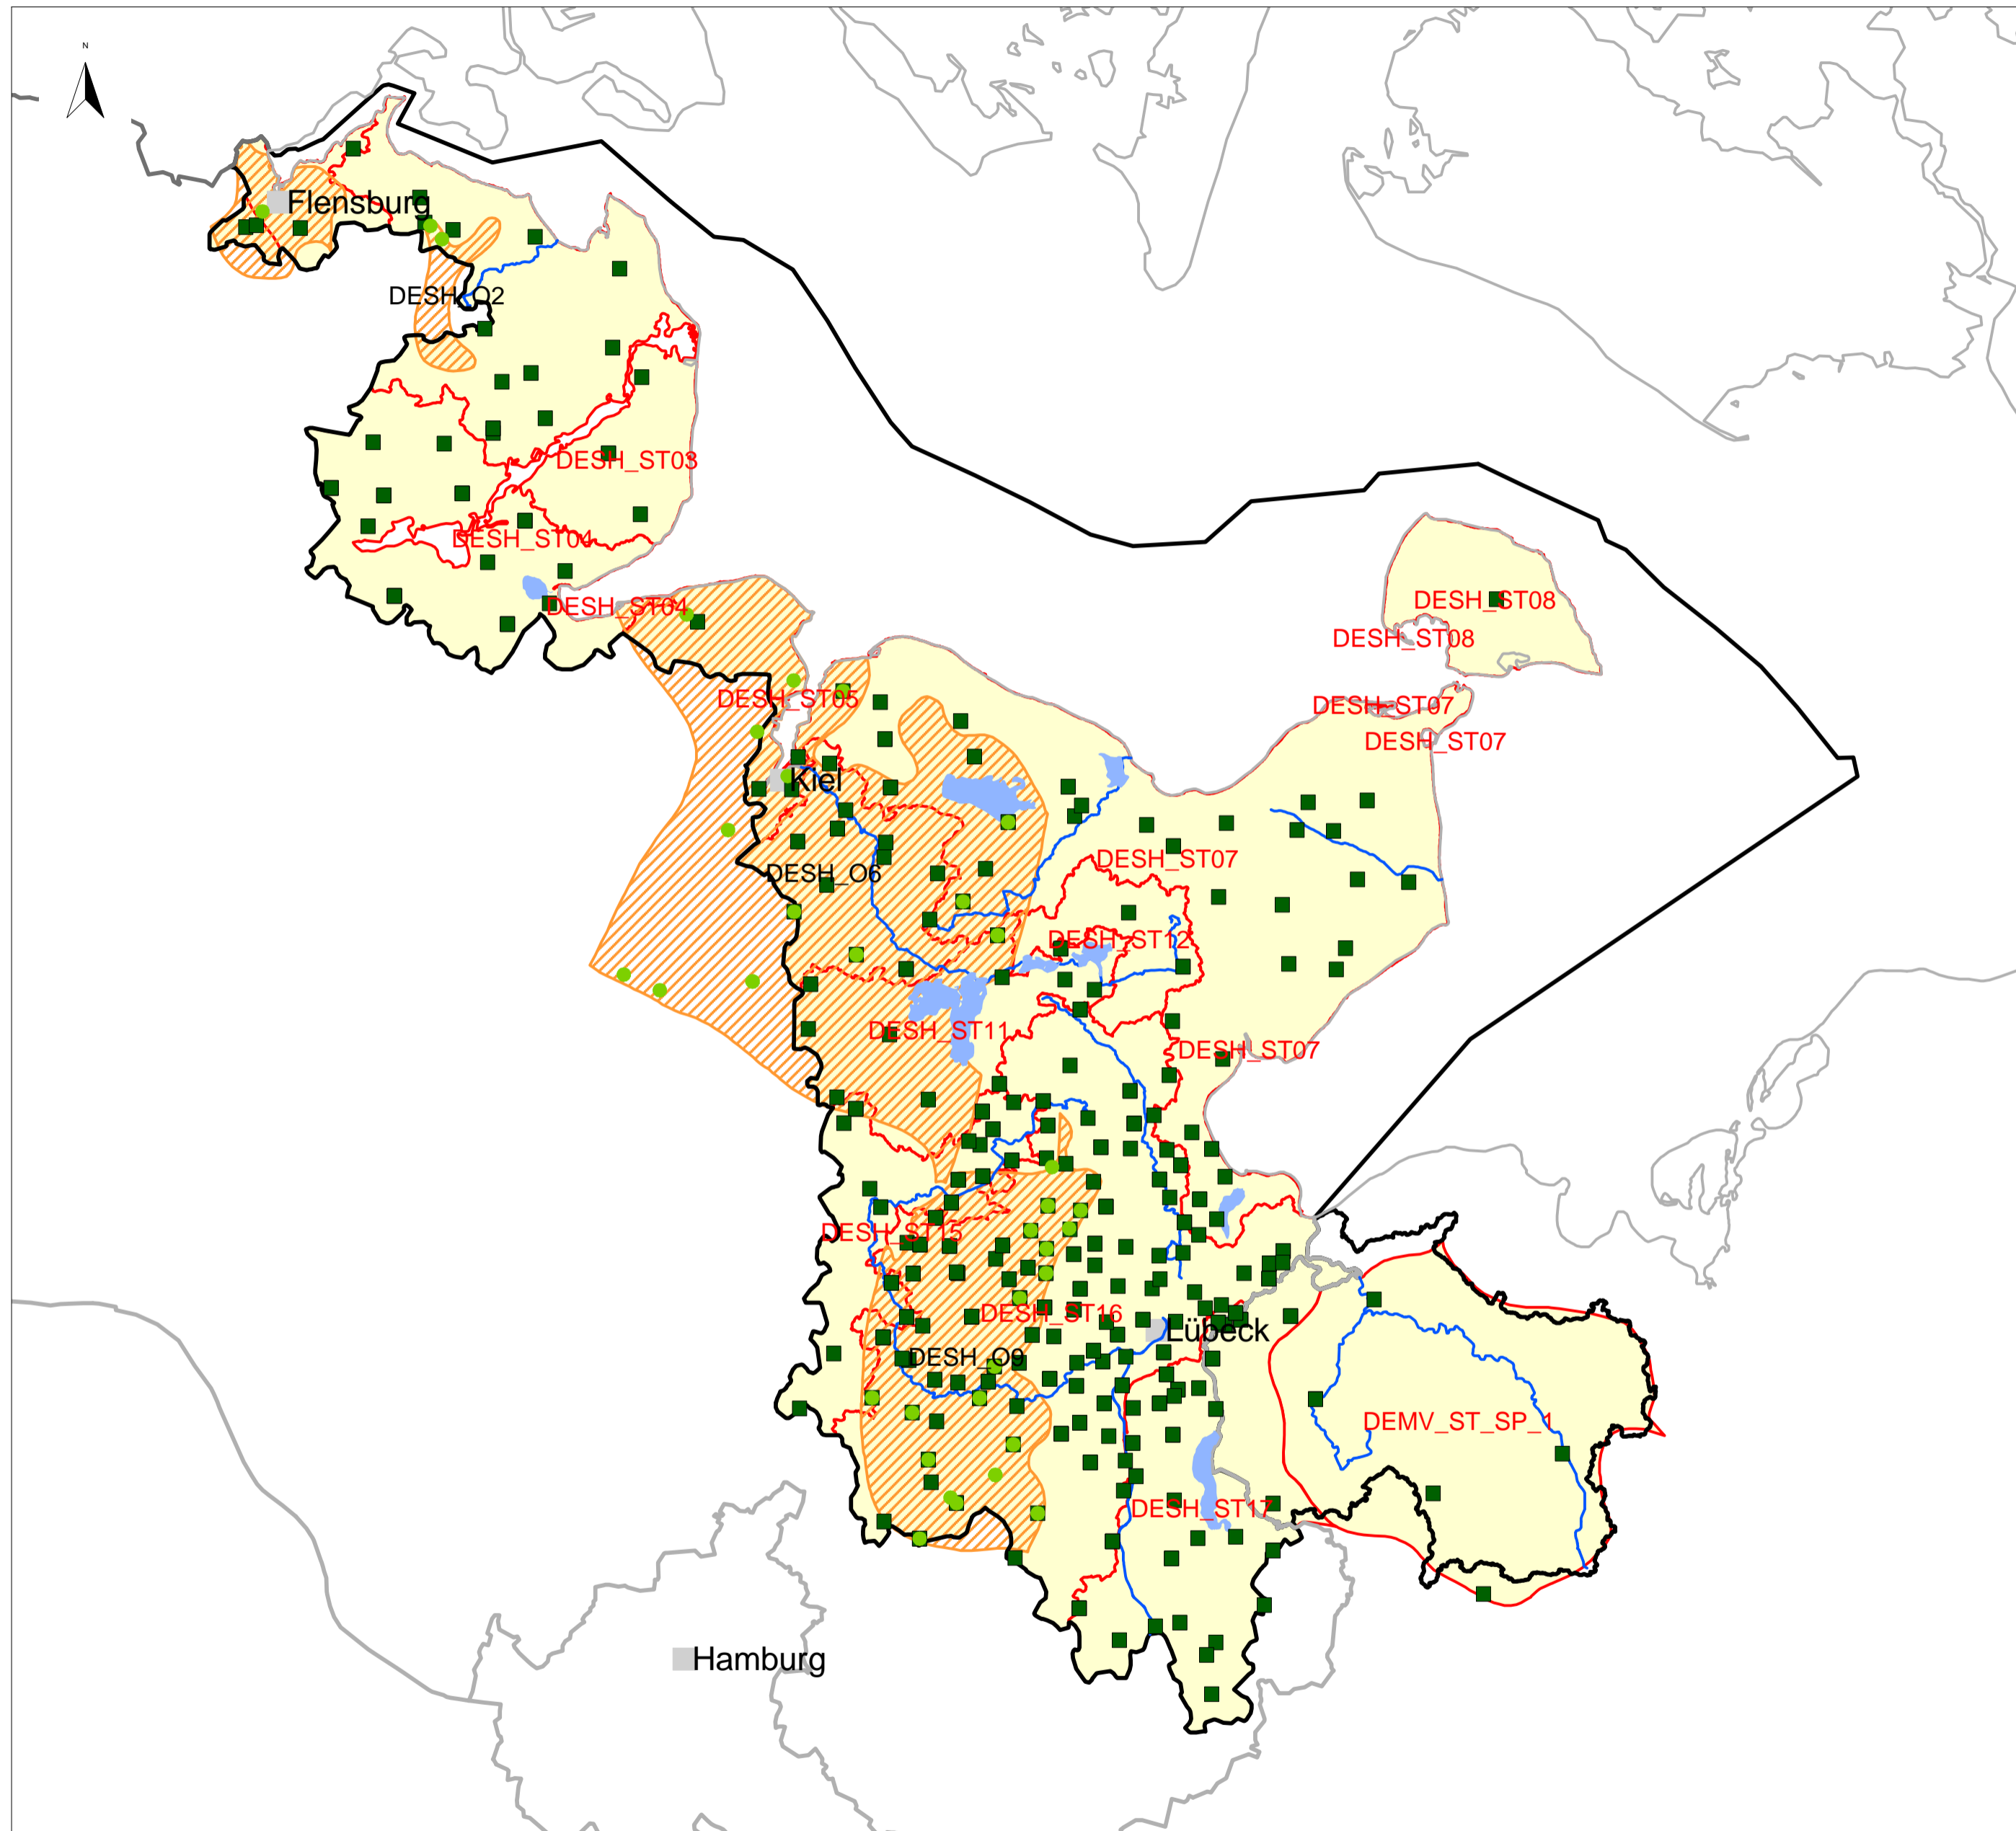 N
Flensburg
DESH_O2
DESH_ST03
DESH_ST04
DESH_ST04
DESH_ST08
DESH_ST08
DESH_ST05
DESH_ST07
DESH_ST07
Kiel
DESH_O6
DESH_ST07
DESH_ST12
DESH_ST11
DESH_ST07
DESH_ST15
DESH_ST16
Lübeck
DESH_O9
DEMV_ST_SP_1
DESH_ST17
Hamburg